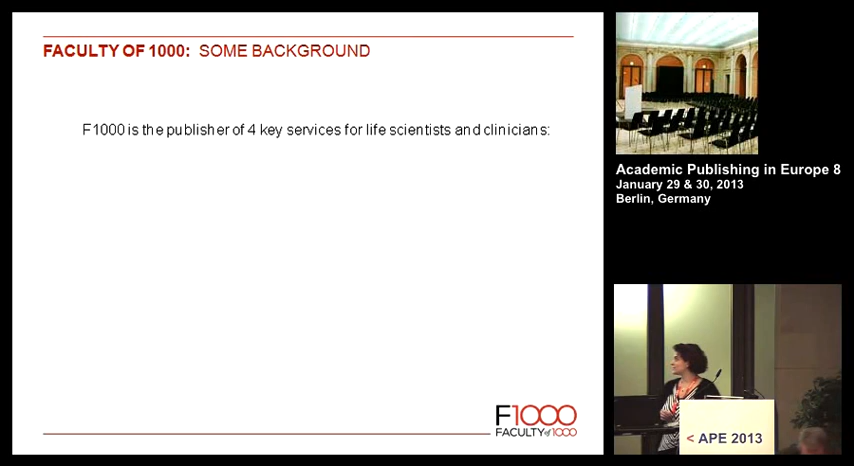 FACULTY OF 1000: SOME BACKGROUND
F1000 is the publisher of 4 key services for life scientists and clinicians:
F1000
FACULTY of 1000
Academic Publishing in Europe 8
January 29 & 30, 2013
Berlin, Germany
< APE 2013